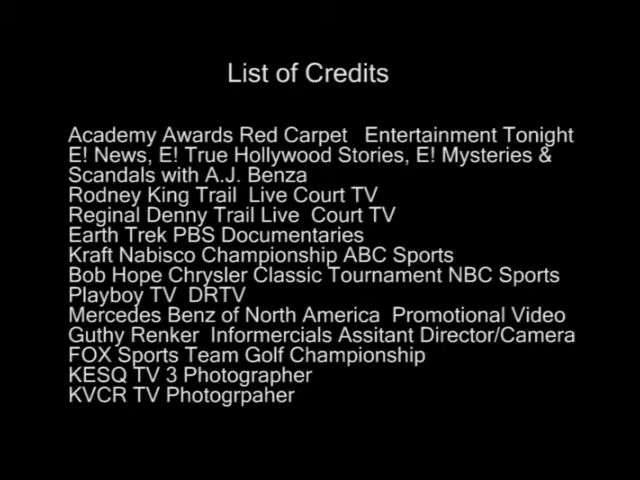 List of Credits
Academy Awards Red Carpet   Entertainment Tonight
E! News, E! True Hollywood Stories, E! Mysteries &
Scandals with A.J. Benza
Rodney King Trail  Live Court TV
Reginal Denny Trail Live  Court TV
Earth Trek PBS Documentaries
Kraft Nabisco Championship ABC Sports
Bob Hope Chrysler Classic Tournament NBC Sports
Playboy TV  DRTV
Mercedes Benz of North America  Promotional Video
Guthy Renker  Informercials Assitant Director/Camera
FOX Sports Team Golf Championship
KESQ TV 3 Photographer
KVCR TV Photogrpaher